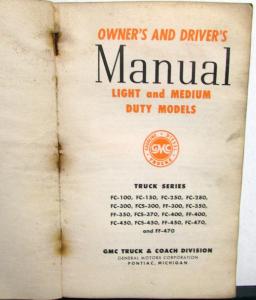 OWNER'S AND DRIVER'S
Manual
LIGHT and MEDIUM
DUTY MODELS
GMC
TRUCKS
TRUCK SERIES
FC-100, FC-150, FC-250, FC-280,
FC-300, FCS-300, FF-300, FC-350,
FF-350, FCS-370, FC-400, FF-400,
FC-450, FCS-450, FF-450, FC-470,
and FF-470
GMC TRUCK & COACH DIVISION
GENERAL MOTORS CORPORATION
PONTIAC, MICHIGAN